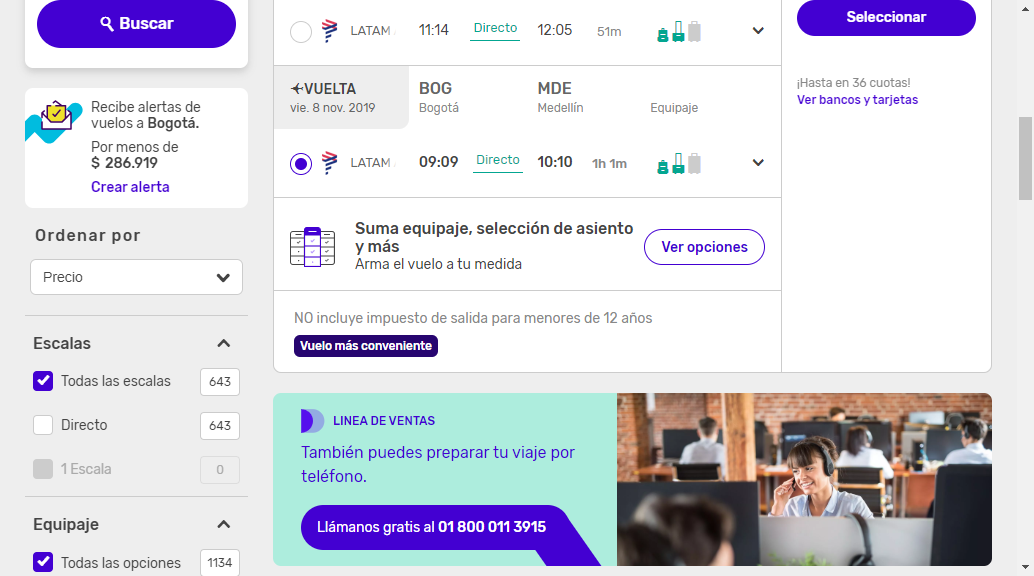 Buscar
Recibe alertas de
vuelos a Bogotá.
Por menos de
$ 286.919
Crear alerta
Ordenar por
Precio
Escalas
Todas las escalas 643
Directo 643
1 Escala 0
Equipaje
Todas las opciones 1134
LATAM 11:14 Directo 12:05 51m
VUELTA BOG MDE
vie. 8 nov. 2019 Bogotá Medellín Equipaje
LATAM 09:09 Directo 10:10 1h 1m
Suma equipaje, selección de asiento
y más
Arma el vuelo a tu medida
Ver opciones
NO incluye impuesto de salida para menores de 12 años
Vuelo más conveniente
Seleccionar
¡Hasta en 36 cuotas!
Ver bancos y tarjetas
LINEA DE VENTAS
También puedes preparar tu viaje por
teléfono.
Llámanos gratis al 01 800 011 3915